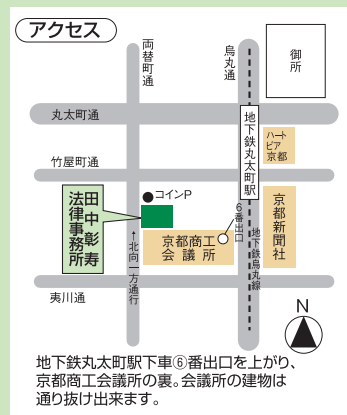 アクセス
両替町通
烏丸通
御所
丸太町通
地下鉄丸太町駅
ハート
ピア
京都
竹屋町通
コインP
田中彰寿
法律事務所
6番出口
京都新聞社
京都商工
会議所
↑北向一方通行
地下鉄烏丸線
夷川通
N
地下鉄丸太町駅下車⑥番出口を上がり、
京都商工会議所の裏。会議所の建物は
通り抜け出来ます。